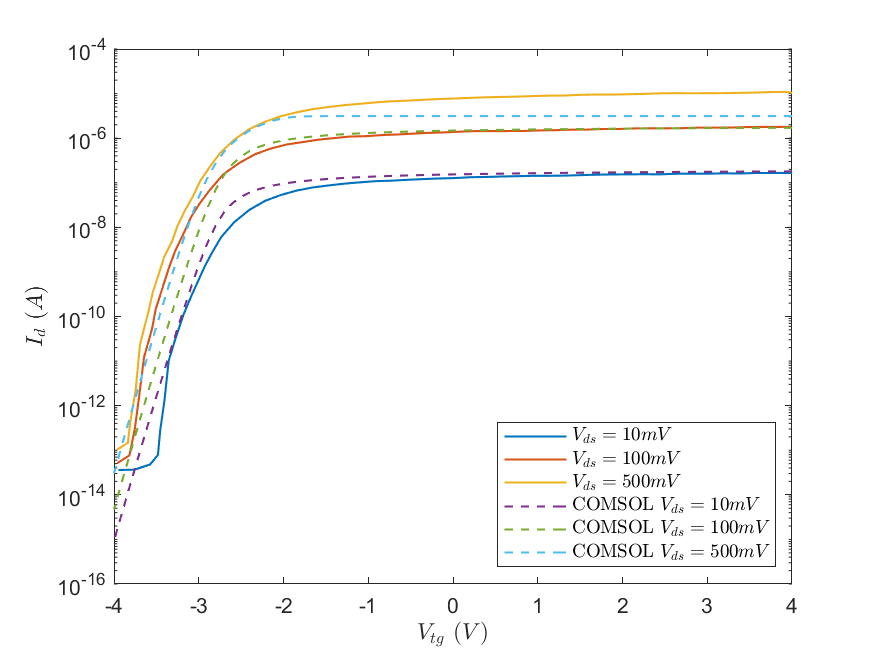 10^-4
10^-6
10^-8
10^-10
10^-12
10^-14
10^-16
I_d (A)
-4 -3 -2 -1 0 1 2 3 4
V_tg (V)
V_ds = 10mV
V_ds = 100mV
V_ds = 500mV
COMSOL V_ds = 10mV
COMSOL V_ds = 100mV
COMSOL V_ds = 500mV